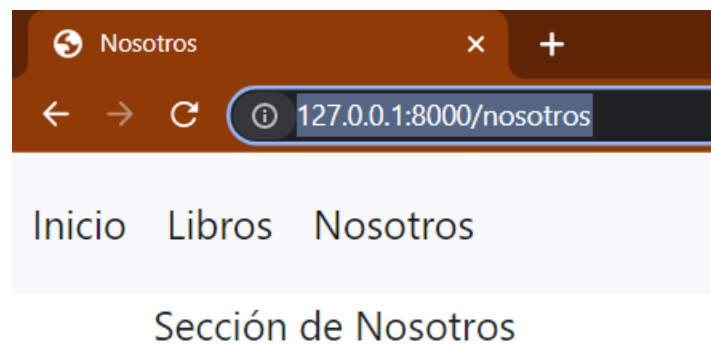 Nosotros
127.0.0.1:8000/nosotros
Inicio Libros Nosotros
Sección de Nosotros